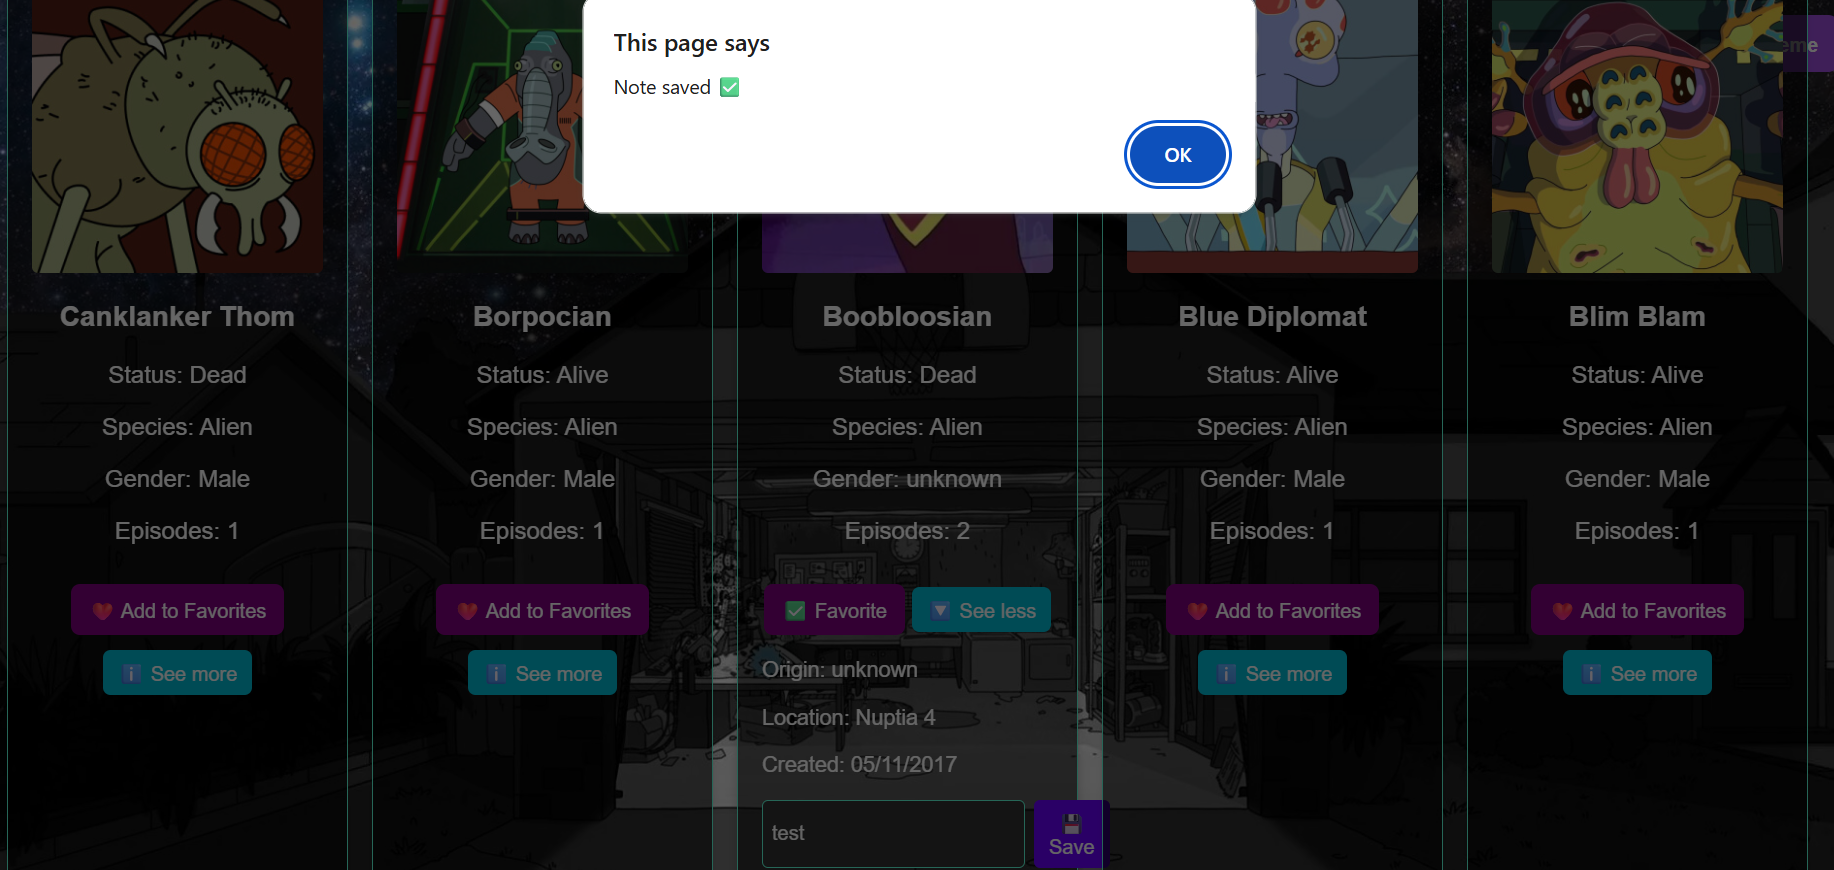 This page says
Note saved ✅
OK
eme
Canklanker Thom
Status: Dead
Species: Alien
Gender: Male
Episodes: 1
❤️ Add to Favorites
ℹ️ See more
Borpocian
Status: Alive
Species: Alien
Gender: Male
Episodes: 1
❤️ Add to Favorites
ℹ️ See more
Boobloosian
Status: Dead
Species: Alien
Gender: unknown
Episodes: 2
✅ Favorite
🔽 See less
Origin: unknown
Location: Nuptia 4
Created: 05/11/2017
test
💾
Save
Blue Diplomat
Status: Alive
Species: Alien
Gender: Male
Episodes: 1
❤️ Add to Favorites
ℹ️ See more
Blim Blam
Status: Alive
Species: Alien
Gender: Male
Episodes: 1
❤️ Add to Favorites
ℹ️ See more